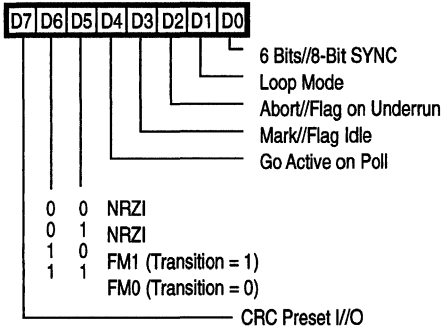 D7 D6 D5 D4 D3 D2 D1 D0
6 Bits//8-Bit SYNC
Loop Mode
Abort//Flag on Underrun
Mark//Flag Idle
Go Active on Poll
0 0 NRZI
0 1 NRZI
1 0 FM1 (Transition = 1)
1 1 FM0 (Transition = 0)
CRC Preset I//O